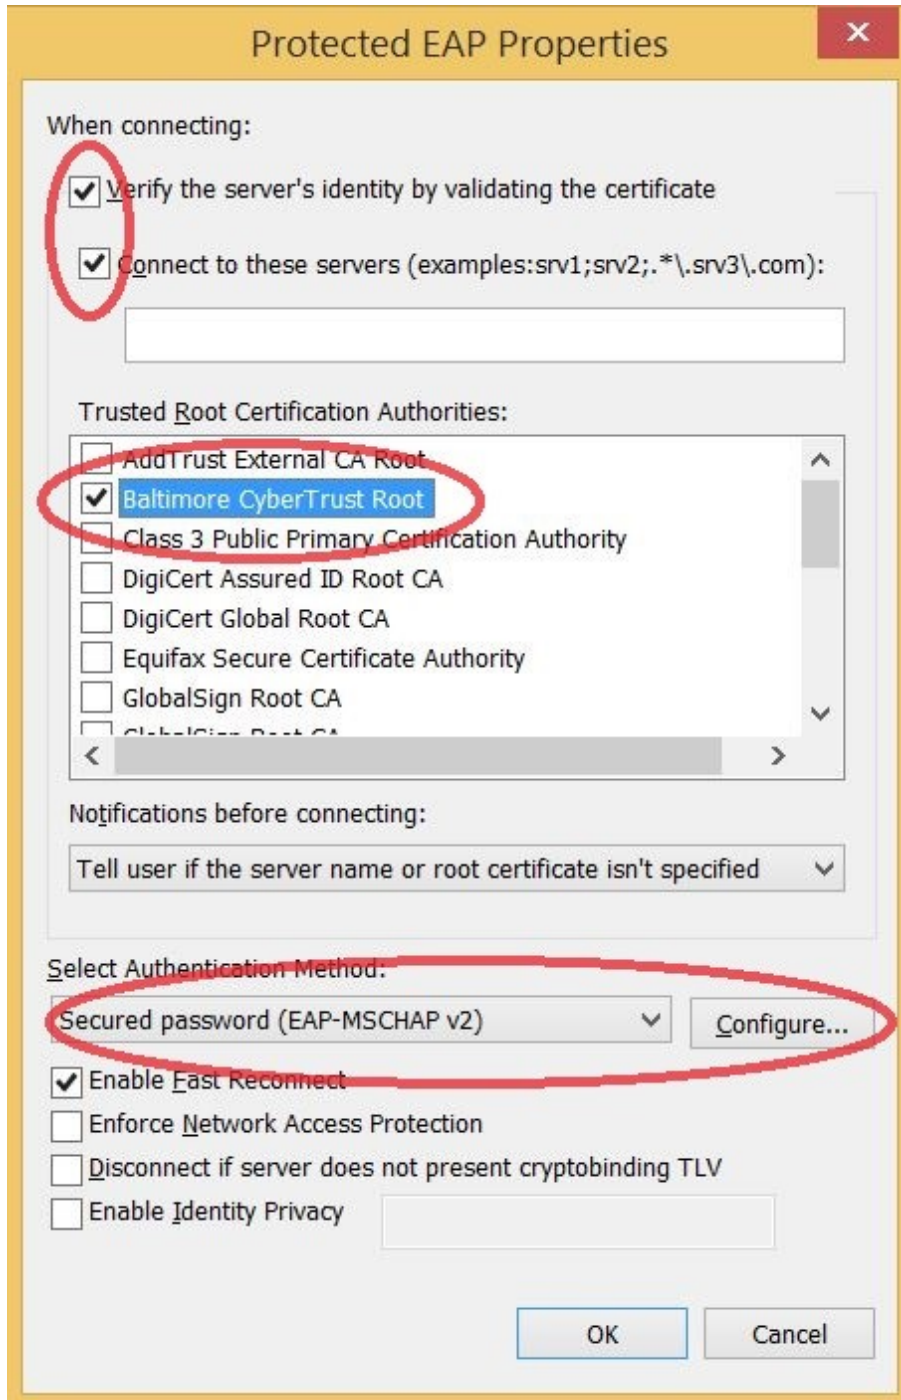 Protected EAP Properties
When connecting:
Verify the server's identity by validating the certificate
Connect to these servers (examples:srv1;srv2;.*\.srv3\.com):
Trusted Root Certification Authorities:
AddTrust External CA Root
Baltimore CyberTrust Root
Class 3 Public Primary Certification Authority
DigiCert Assured ID Root CA
DigiCert Global Root CA
Equifax Secure Certificate Authority
GlobalSign Root CA
GlobalSign Root CA
Notifications before connecting:
Tell user if the server name or root certificate isn't specified
Select Authentication Method:
Secured password (EAP-MSCHAP v2)
Configure...
Enable Fast Reconnect
Enforce Network Access Protection
Disconnect if server does not present cryptobinding TLV
Enable Identity Privacy
OK Cancel